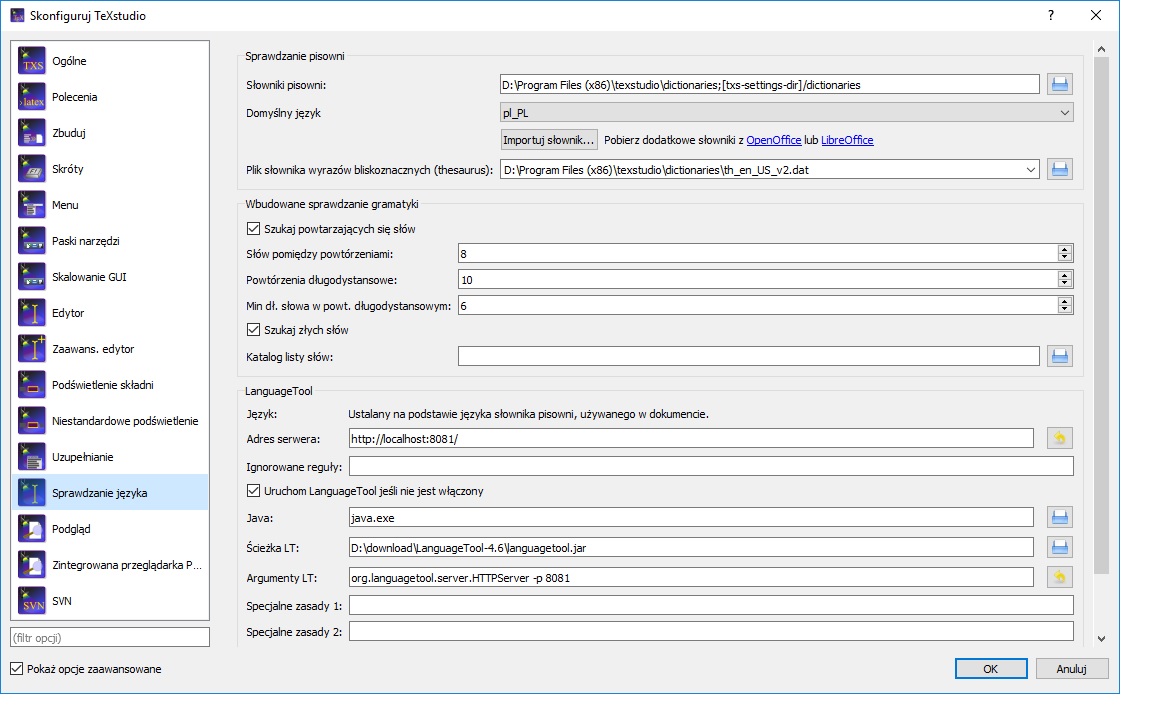 Skonfiguruj TeXstudio
?
TXS Ogólne
›latex Polecenia
Zbuduj
Skróty
Menu
Paski narzędzi
Skalowanie GUI
Edytor
Zaawans. edytor
Podświetlenie składni
Niestandardowe podświetlenie
Uzupełnianie
Sprawdzanie języka
Podgląd
Zintegrowana przeglądarka P...
SVN SVN
(filtr opcji)
Pokaż opcje zaawansowane
Sprawdzanie pisowni
Słowniki pisowni: D:\Program Files (x86)\texstudio\dictionaries;[txs-settings-dir]/dictionaries
Domyślny język pl_PL
Importuj słownik... Pobierz dodatkowe słowniki z OpenOffice lub LibreOffice
Plik słownika wyrazów bliskoznacznych (thesaurus): D:\Program Files (x86)\texstudio\dictionaries\th_en_US_v2.dat
Wbudowane sprawdzanie gramatyki
Szukaj powtarzających się słów
Słów pomiędzy powtórzeniami: 8
Powtórzenia długodystansowe: 10
Min dł. słowa w powt. długodystansowym: 6
Szukaj złych słów
Katalog listy słów:
LanguageTool
Język: Ustalany na podstawie języka słownika pisowni, używanego w dokumencie.
Adres serwera: http://localhost:8081/
Ignorowane reguły:
Uruchom LanguageTool jeśli nie jest włączony
Java: java.exe
Ścieżka LT: D:\download\LanguageTool-4.6\languagetool.jar
Argumenty LT: org.languagetool.server.HTTPServer -p 8081
Specjalne zasady 1:
Specjalne zasady 2:
OK Anuluj